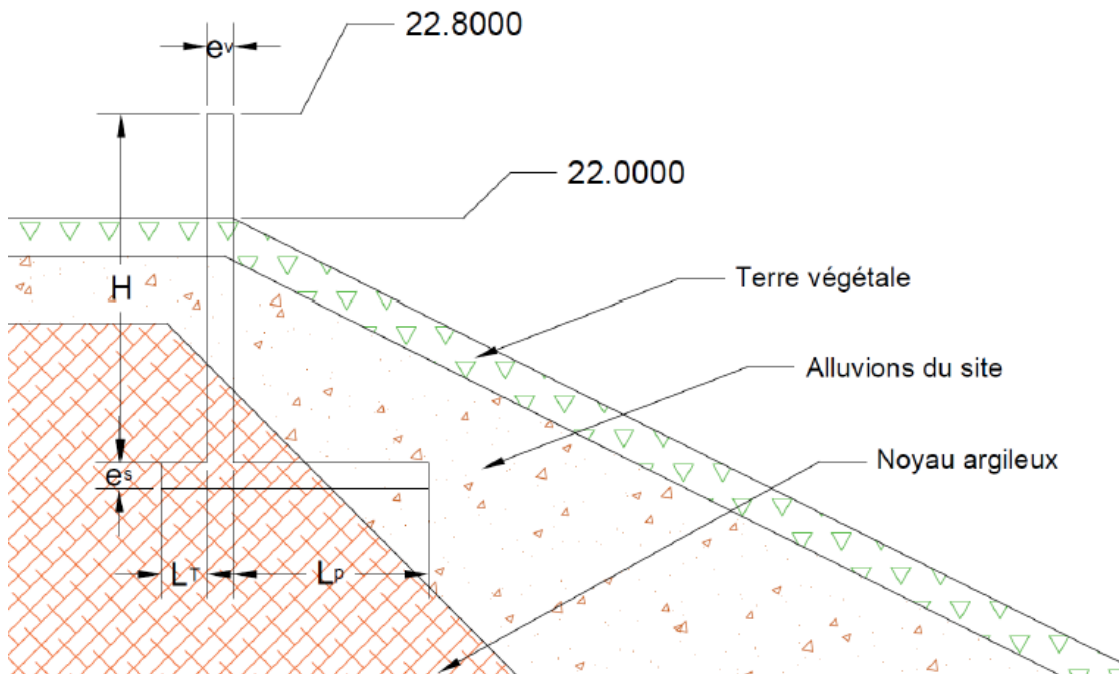 22.8000
ev
22.0000
Terre végétale
H
Alluvions du site
Noyau argileux
es
LT
Lp